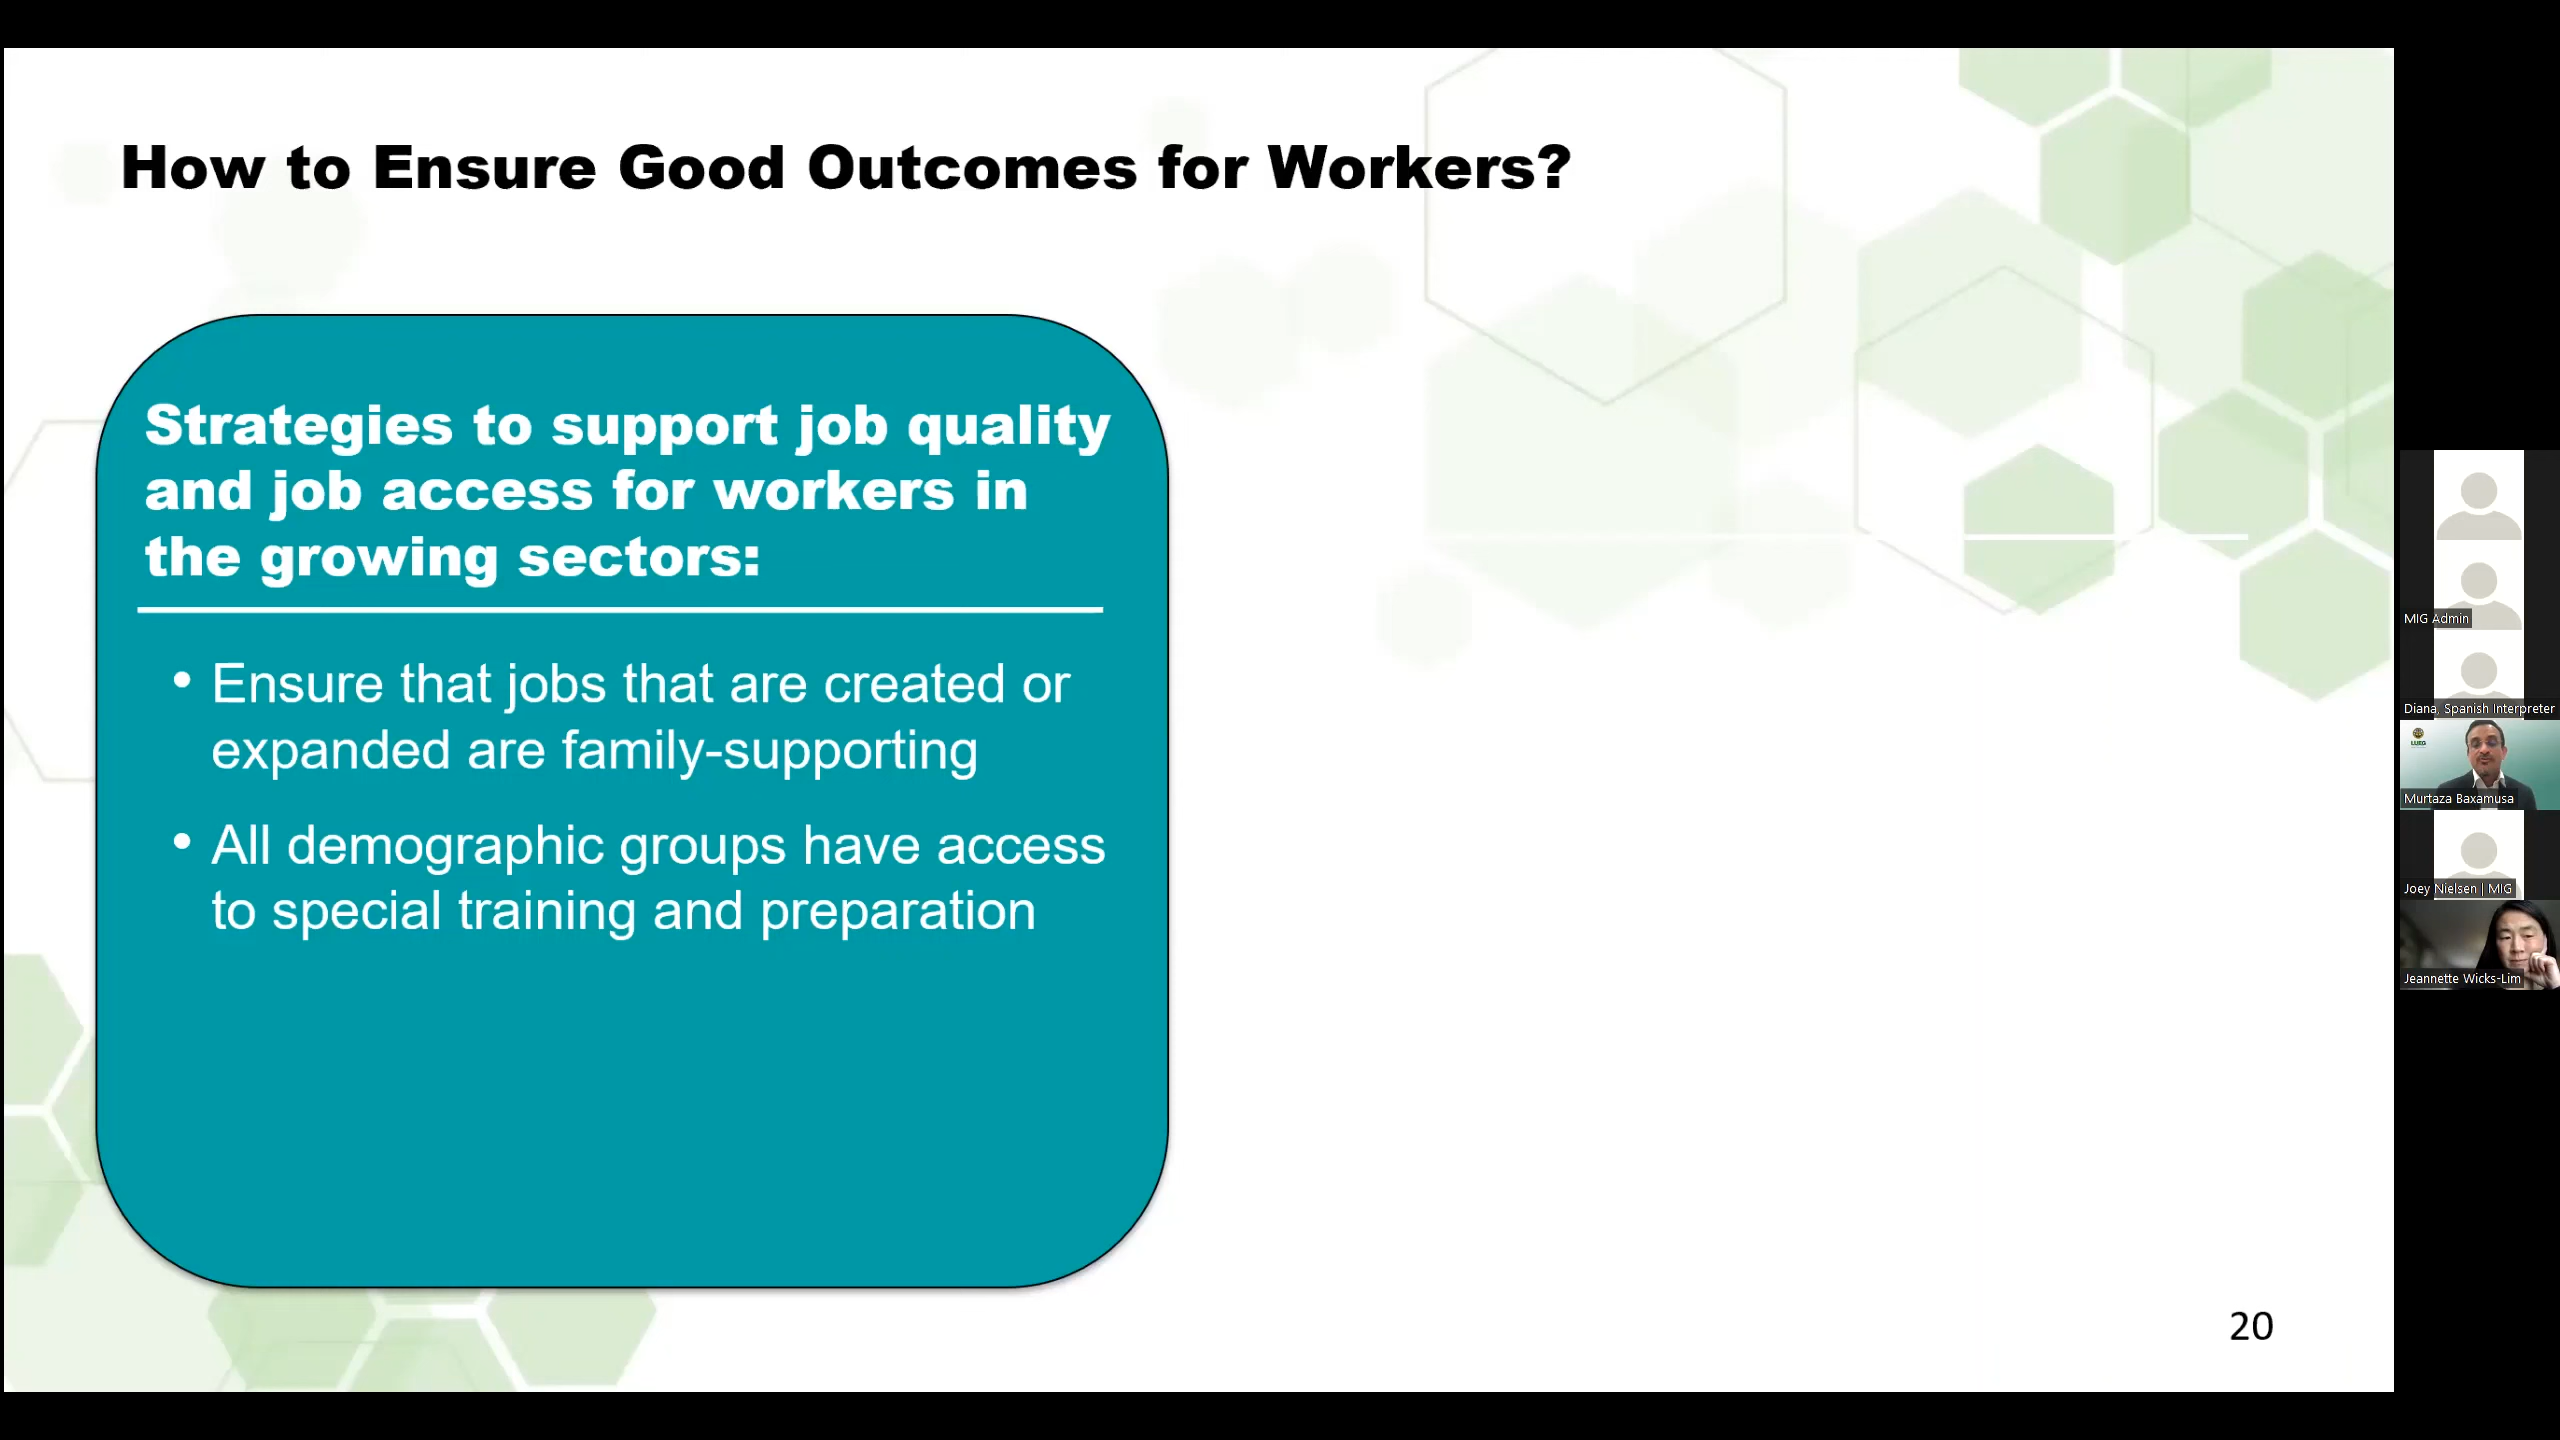 How to Ensure Good Outcomes for Workers?
Strategies to support job quality
and job access for workers in
the growing sectors:
• Ensure that jobs that are created or
expanded are family-supporting
• All demographic groups have access
to special training and preparation
20
MIG Admin
Diana, Spanish Interpreter
LUEG
Murtaza Baxamusa
Joey Nielsen | MIG
Jeannette Wicks-Lim